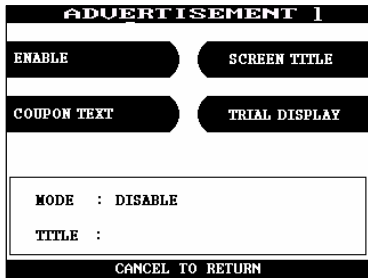 ADVERTISEMENT 1
ENABLE
SCREEN TITLE
COUPON TEXT
TRIAL DISPLAY
MODE : DISABLE
TITLE :
CANCEL TO RETURN